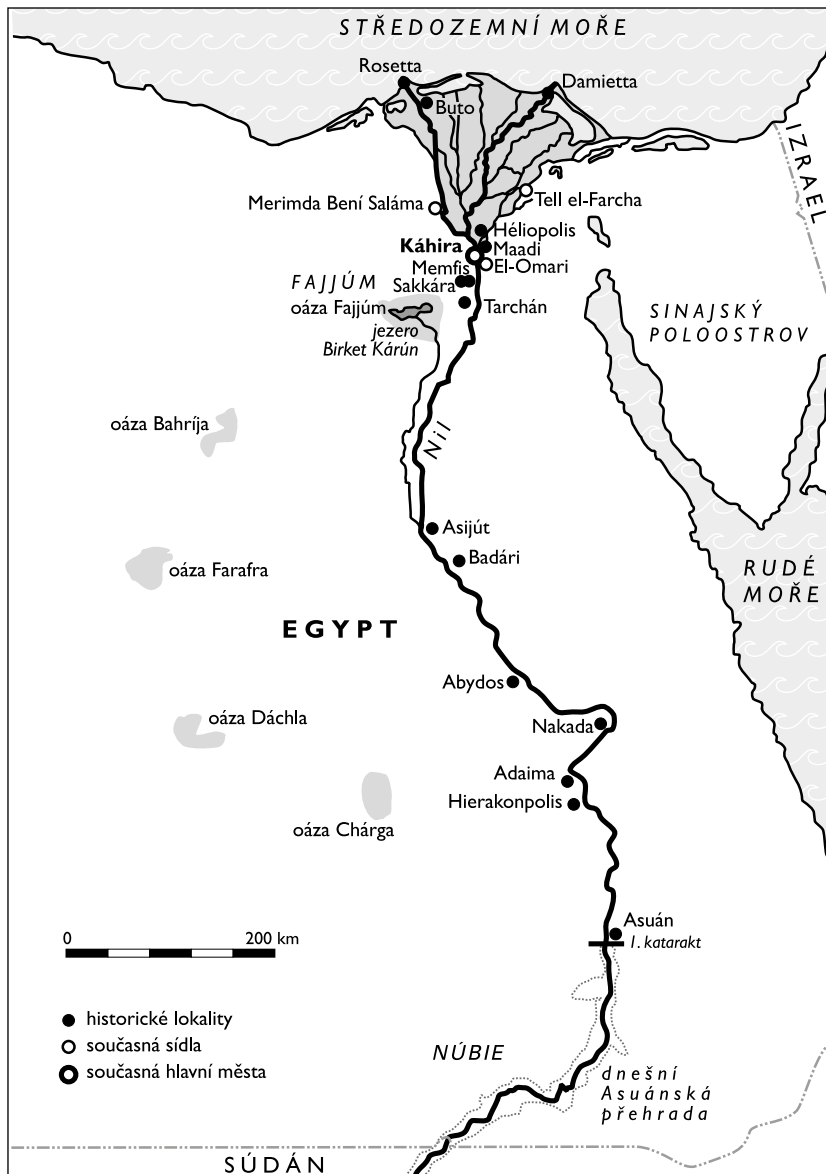 STŘEDOZEMNÍ MOŘE
Rosetta
Damietta
Buto
IZRAEL
Merimda Bení Saláma
Tell el-Farcha
Héliopolis
Káhira
Maadi
El-Omari
Memfis
FAJJÚM
Sakkára
oáza Fajjúm
Tarchán
jezero
Birket Kárún
SINAJSKÝ
POLOOSTROV
oáza Bahríja
Nil
Asijút
Badári
oáza Farafra
RUDÉ
MOŘE
EGYPT
Abydos
oáza Dáchla
Nakada
Adaima
Hierakonpolis
oáza Chárga
Asuán
1. katarakt
0 200 km
historické lokality
současná sídla
současná hlavní města
NÚBIE
dnešní
Asuánská
přehrada
SÚDÁN